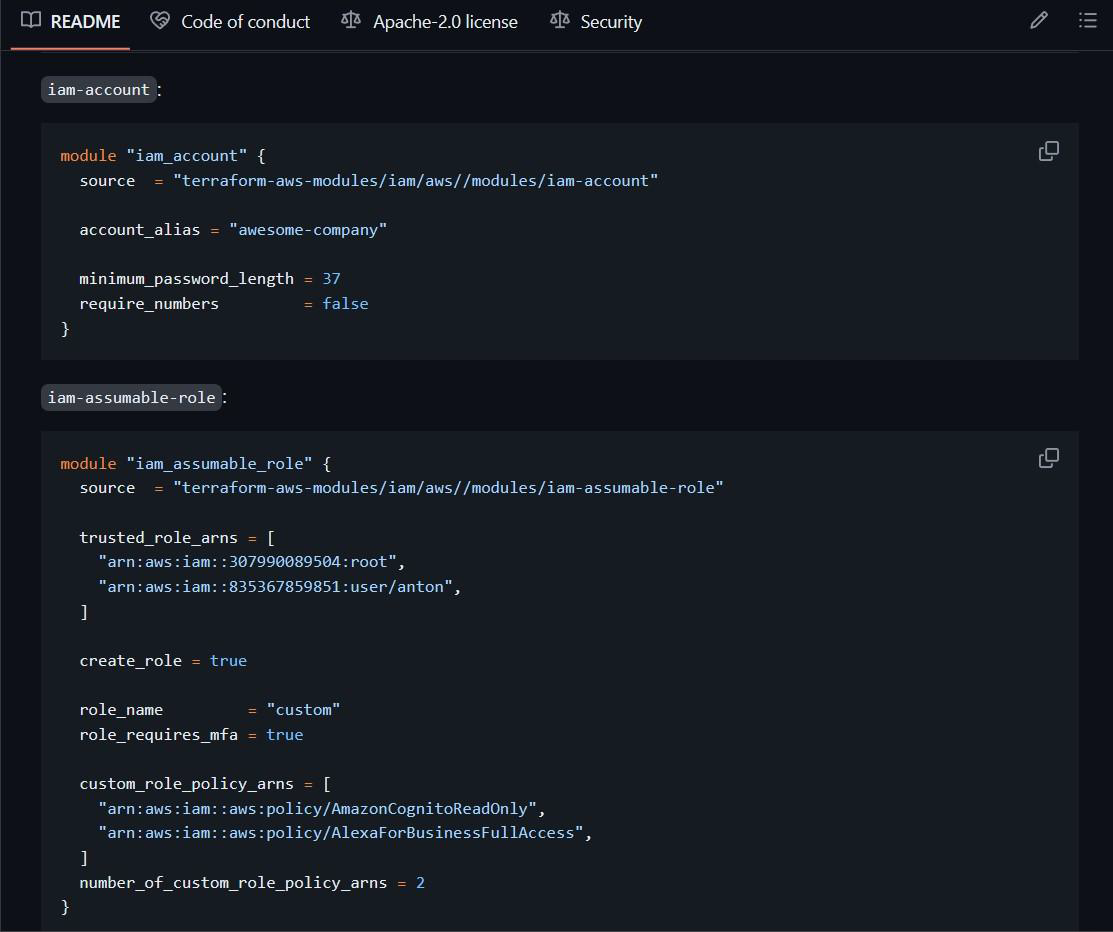 README Code of conduct Apache-2.0 license Security
iam-account:
module "iam_account" {
  source  = "terraform-aws-modules/iam/aws//modules/iam-account"

  account_alias = "awesome-company"

  minimum_password_length = 37
  require_numbers         = false
}
iam-assumable-role:
module "iam_assumable_role" {
  source  = "terraform-aws-modules/iam/aws//modules/iam-assumable-role"

  trusted_role_arns = [
    "arn:aws:iam::307990089504:root",
    "arn:aws:iam::835367859851:user/anton",
  ]

  create_role = true

  role_name         = "custom"
  role_requires_mfa = true

  custom_role_policy_arns = [
    "arn:aws:iam::aws:policy/AmazonCognitoReadOnly",
    "arn:aws:iam::aws:policy/AlexaForBusinessFullAccess",
  ]
  number_of_custom_role_policy_arns = 2
}